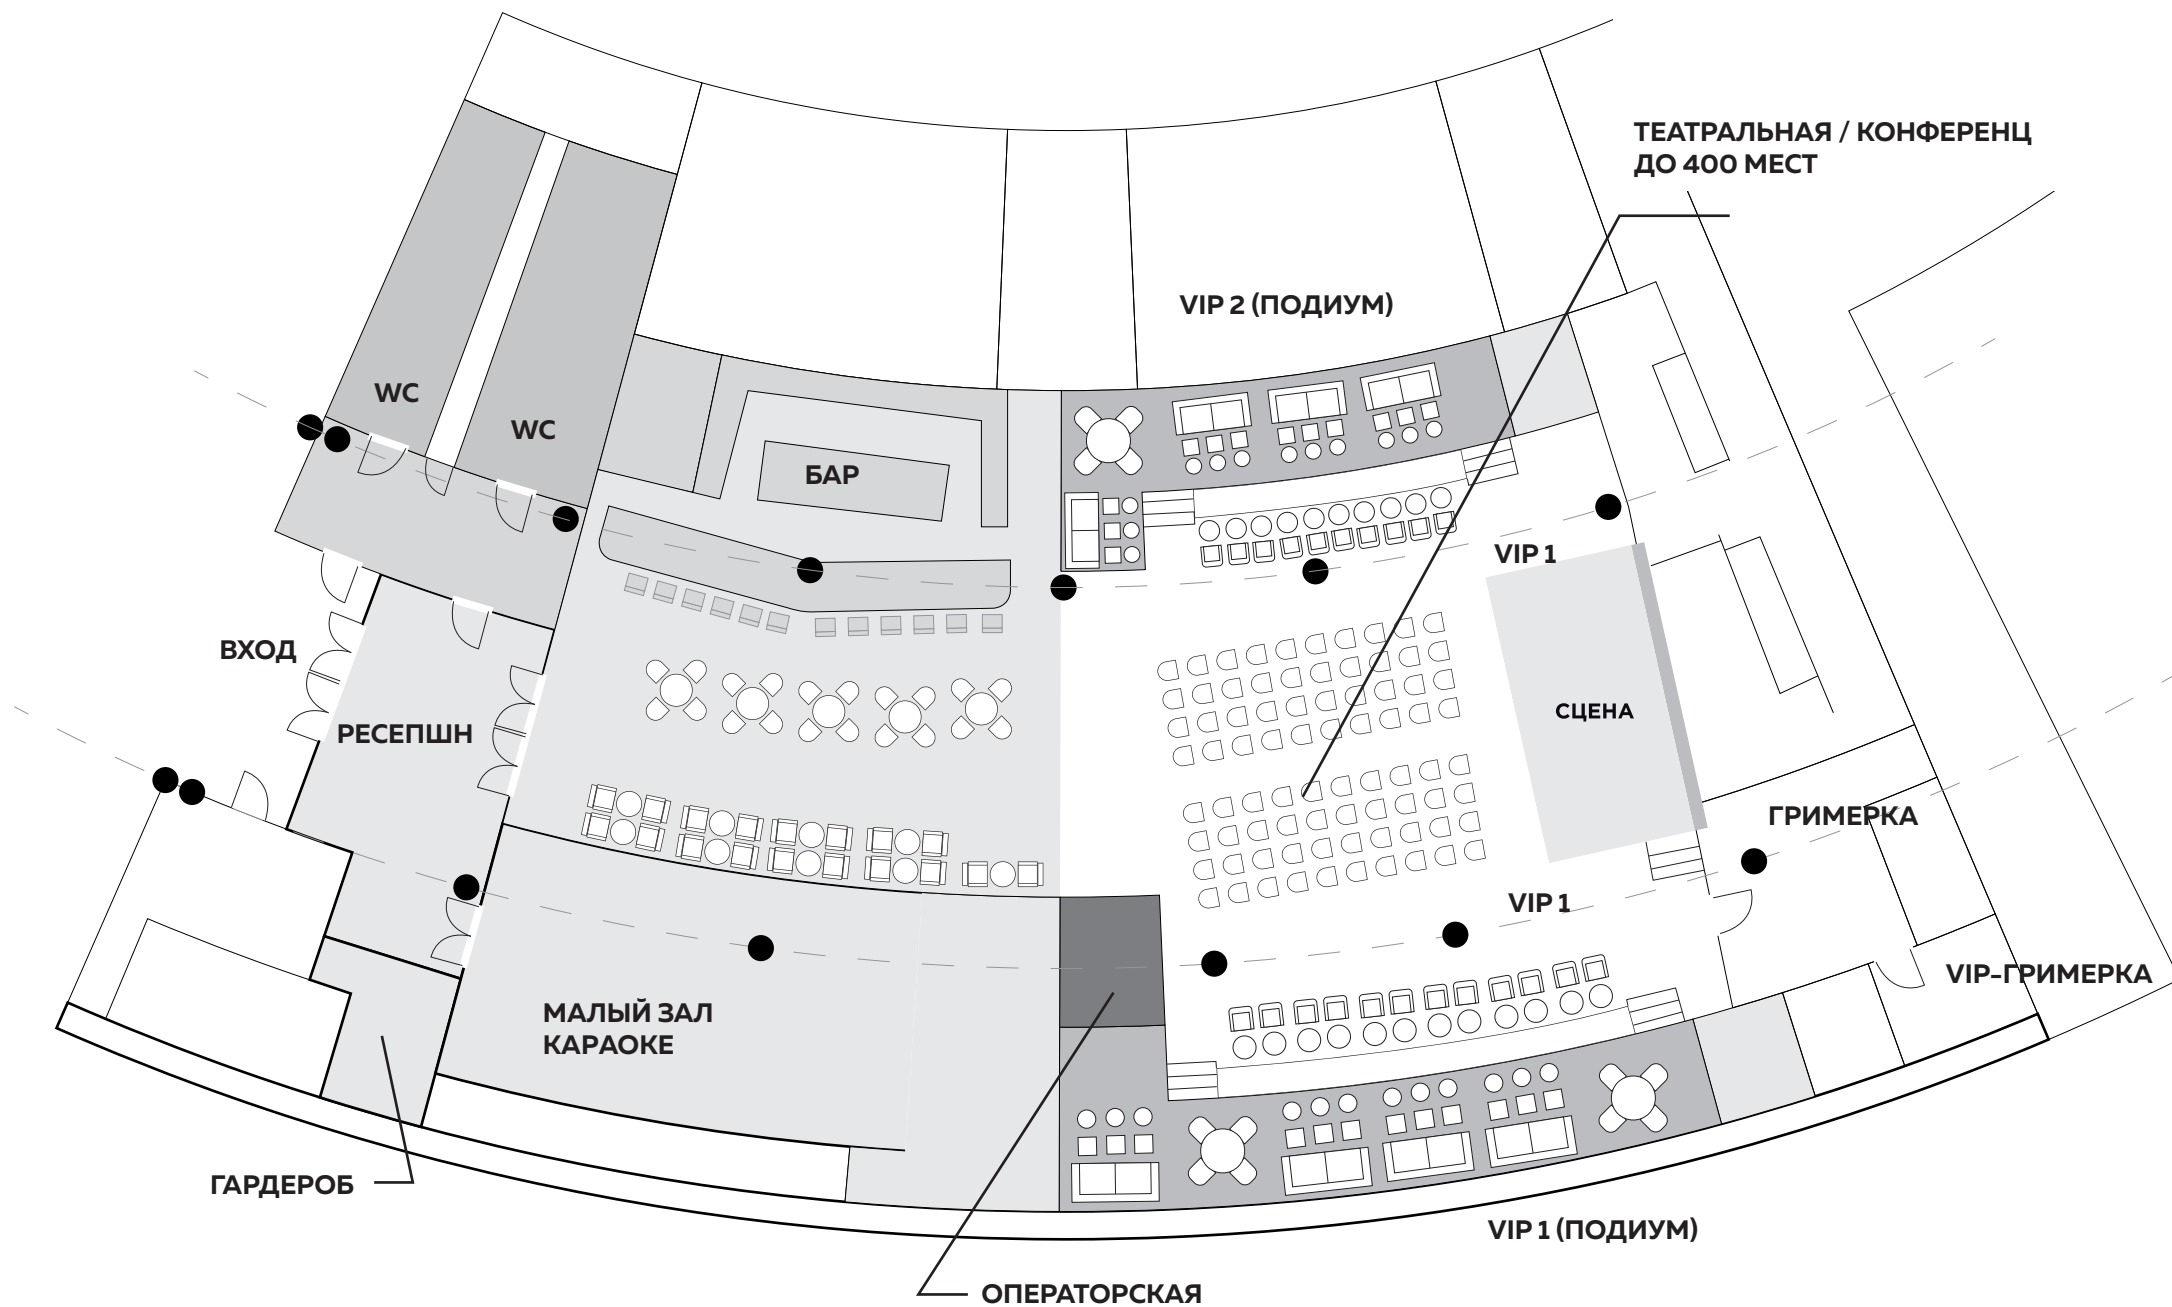 ТЕАТРАЛЬНАЯ / КОНФЕРЕНЦ
ДО 400 МЕСТ
VIP 2 (ПОДИУМ)
WC
WC
БАР
VIP 1
ВХОД
РЕСЕПШН
СЦЕНА
ГРИМЕРКА
VIP 1
VIP-ГРИМЕРКА
МАЛЫЙ ЗАЛ
КАРАОКЕ
ГАРДЕРОБ
VIP 1 (ПОДИУМ)
ОПЕРАТОРСКАЯ